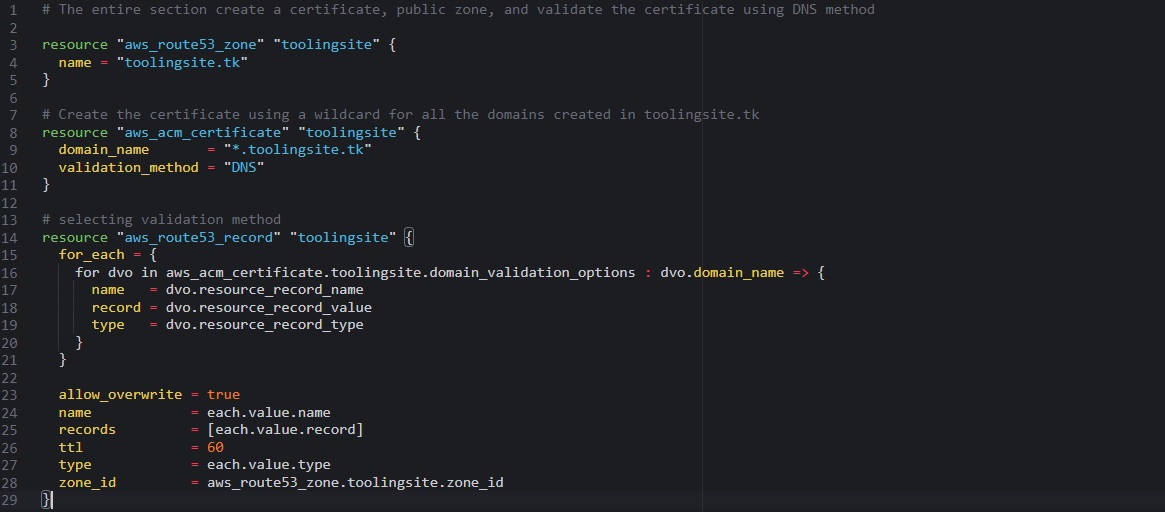 1 # The entire section create a certificate, public zone, and validate the certificate using DNS method
2
3 resource "aws_route53_zone" "toolingsite" {
4   name = "toolingsite.tk"
5 }
6
7 # Create the certificate using a wildcard for all the domains created in toolingsite.tk
8 resource "aws_acm_certificate" "toolingsite" {
9   domain_name       = "*.toolingsite.tk"
10   validation_method = "DNS"
11 }
12
13 # selecting validation method
14 resource "aws_route53_record" "toolingsite" {
15   for_each = {
16     for dvo in aws_acm_certificate.toolingsite.domain_validation_options : dvo.domain_name => {
17       name   = dvo.resource_record_name
18       record = dvo.resource_record_value
19       type   = dvo.resource_record_type
20     }
21   }
22
23   allow_overwrite = true
24   name            = each.value.name
25   records         = [each.value.record]
26   ttl             = 60
27   type            = each.value.type
28   zone_id         = aws_route53_zone.toolingsite.zone_id
29 }